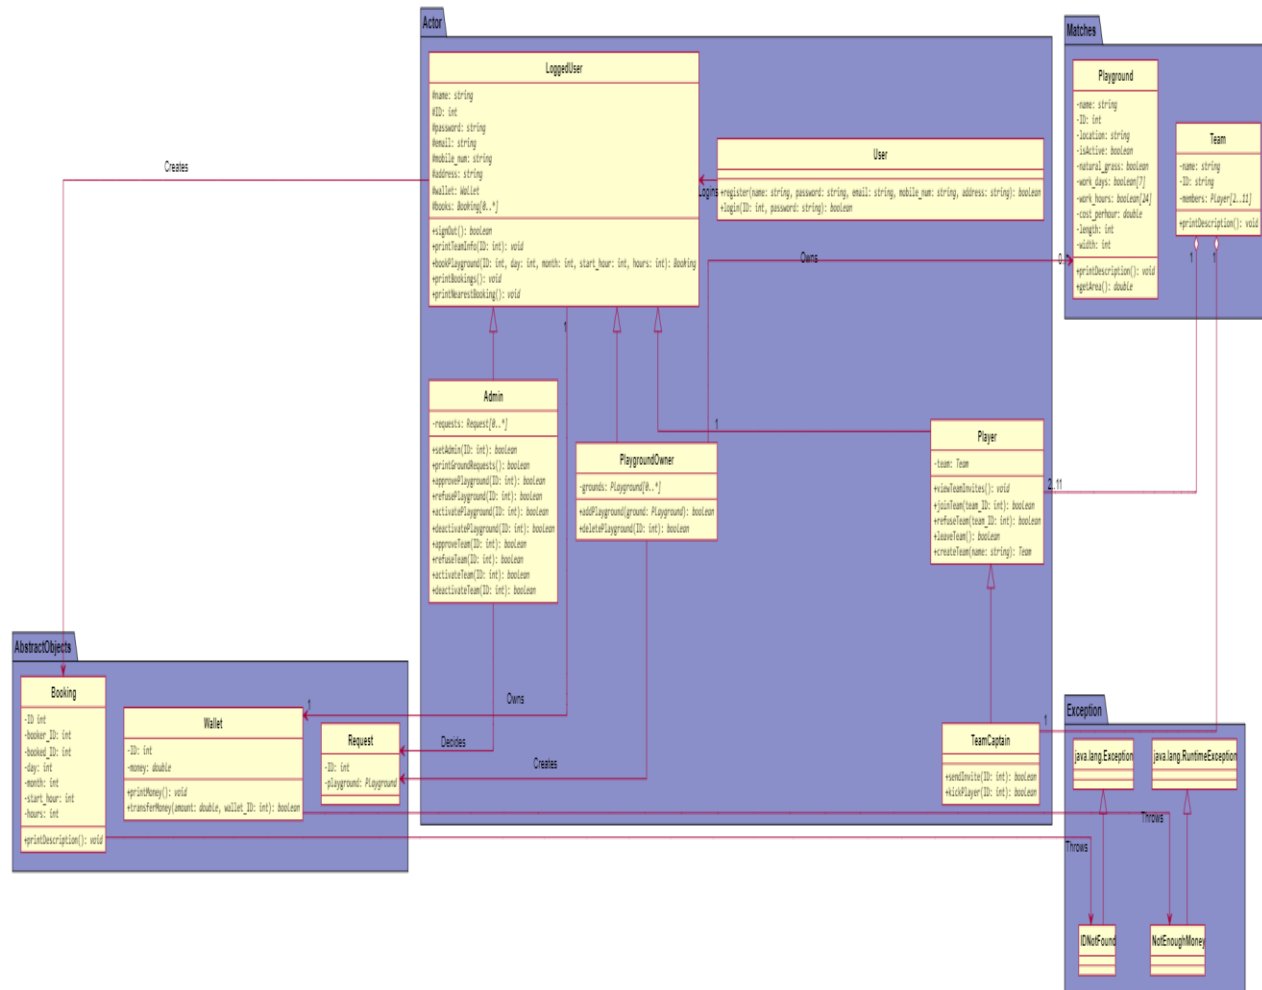 Actor
LoggedUser
#name: string
#ID: int
#password: string
#email: string
#mobile_num: string
#address: string
#wallet: Wallet
#books: Booking[0..*]
+signOut(): boolean
+printTeamInfo(ID: int): void
+bookPlayground(ID: int, day: int, month: int, start_hour: int, hours: int): Booking
+printBookings(): void
+printNearestBooking(): void
User
+register(name: string, password: string, email: string, mobile_num: string, address: string): boolean
+login(ID: int, password: string): boolean
Logins
Creates
Owns
Matches
Playground
-name: string
-ID: int
-location: string
-isActive: boolean
-natural_grass: boolean
-work_days: boolean[7]
-work_hours: boolean[24]
-cost_perhour: double
-length: int
-width: int
+printDescription(): void
+getArea(): double
Team
-name: string
-ID: string
-members: Player[2..11]
+printDescription(): void
1
1
1
Admin
-requests: Request[0..*]
+setAdmin(ID: int): boolean
+printGroundRequests(): boolean
+approvePlayground(ID: int): boolean
+refusePlayground(ID: int): boolean
+activatePlayground(ID: int): boolean
+deactivatePlayground(ID: int): boolean
+approveTeam(ID: int): boolean
+refuseTeam(ID: int): boolean
+activateTeam(ID: int): boolean
+deactivateTeam(ID: int): boolean
PlaygroundOwner
-grounds: Playground[0..*]
+addPlayground(ground: Playground): boolean
+deletePlayground(ID: int): boolean
1
Player
-team: Team
+viewTeamInvites(): void
+joinTeam(team_ID: int): boolean
+refuseTeam(team_ID: int): boolean
+leaveTeam(): boolean
+createTeam(name: string): Team
2..11
AbstractObjects
Booking
-ID int
-booker_ID: int
-booked_ID: int
-day: int
-month: int
-start_hour: int
-hours: int
+printDescription(): void
Wallet
-ID: int
-money: double
+printMoney(): void
+transferMoney(amount: double, wallet_ID: int): boolean
1
Request
-ID: int
-playground: Playground
Owns
Decides
Creates
TeamCaptain
+sendInvite(ID: int): boolean
+kickPlayer(ID: int): boolean
1
Exception
java.lang.Exception
java.lang.RuntimeException
Throws
Throws
IDNotFound
NotEnoughMoney